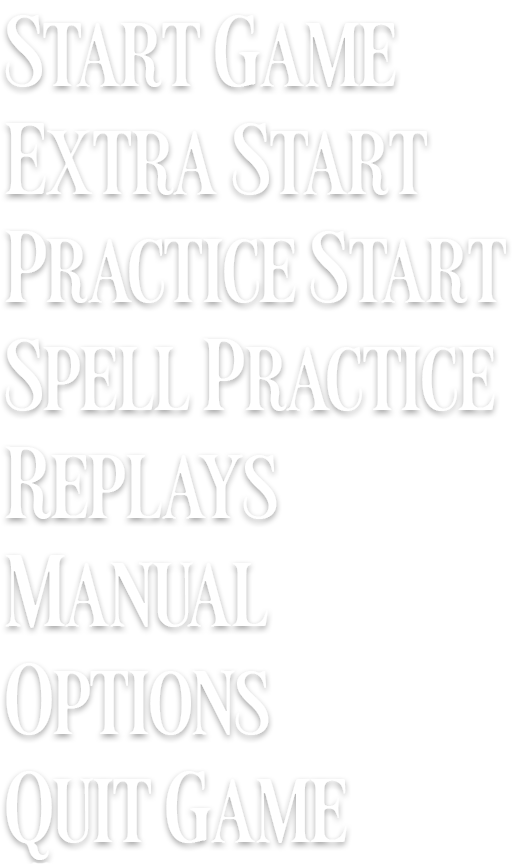 Start Game
Extra Start
Practice Start
Spell Practice
Replays
Manual
Options
Quit Game